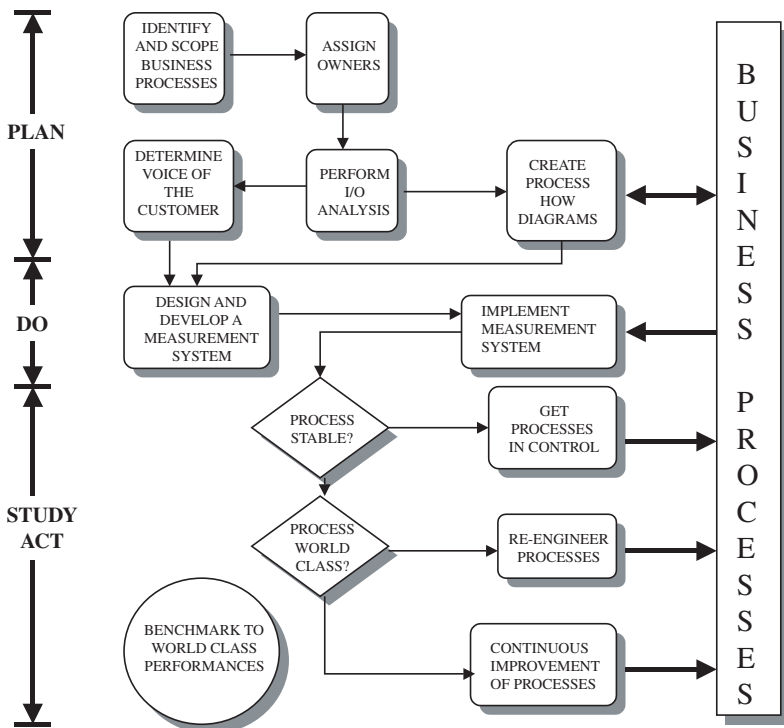 IDENTIFY
AND SCOPE
BUSINESS
PROCESSES
ASSIGN
OWNERS
PLAN
DETERMINE
VOICE OF
THE
CUSTOMER
PERFORM
I/O
ANALYSIS
CREATE
PROCESS
HOW
DIAGRAMS
DO
DESIGN AND
DEVELOP A
MEASUREMENT
SYSTEM
IMPLEMENT
MEASUREMENT
SYSTEM
PROCESS
STABLE?
GET
PROCESSES
IN CONTROL
STUDY
ACT
PROCESS
WORLD
CLASS?
RE-ENGINEER
PROCESSES
BENCHMARK TO
WORLD CLASS
PERFORMANCES
CONTINUOUS
IMPROVEMENT
OF PROCESSES
BUSINESS PROCESSES